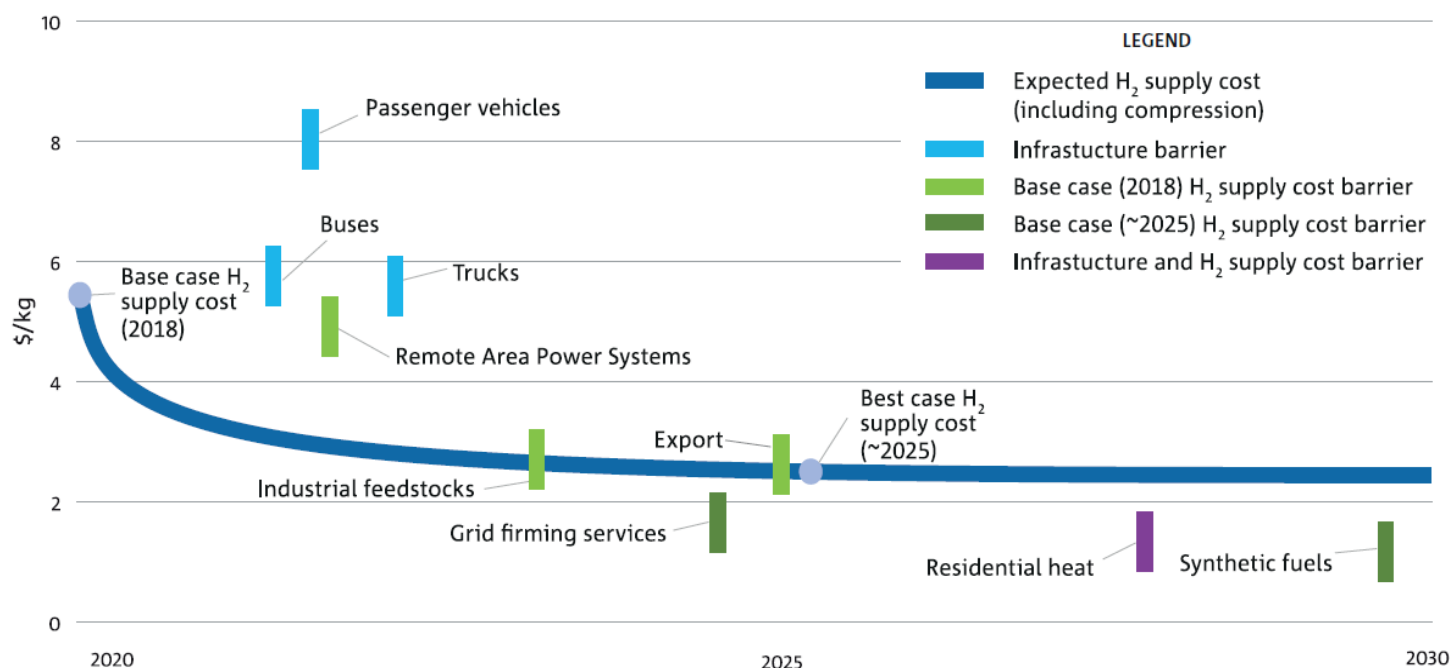 10
8
6
4
2
0
$/kg
2020
2025
2030
Passenger vehicles
Buses
Base case H₂
supply cost
(2018)
Trucks
Remote Area Power Systems
Industrial feedstocks
Export
Best case H₂
supply cost
(~2025)
Grid firming services
Residential heat
Synthetic fuels
LEGEND
Expected H₂ supply cost
(including compression)
Infrastucture barrier
Base case (2018) H₂ supply cost barrier
Base case (~2025) H₂ supply cost barrier
Infrastucture and H₂ supply cost barrier